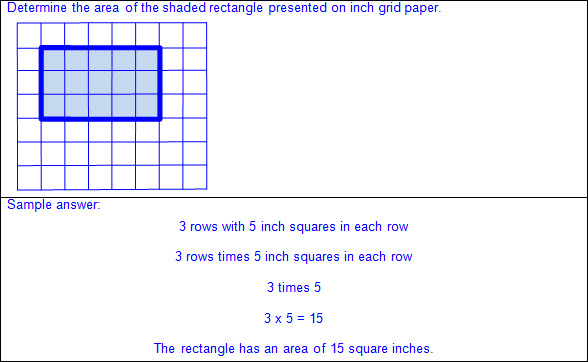 Determine the area of the shaded rectangle presented on inch grid paper.
Sample answer:
3 rows with 5 inch squares in each row
3 rows times 5 inch squares in each row
3 times 5
3 x 5 = 15
The rectangle has an area of 15 square inches.